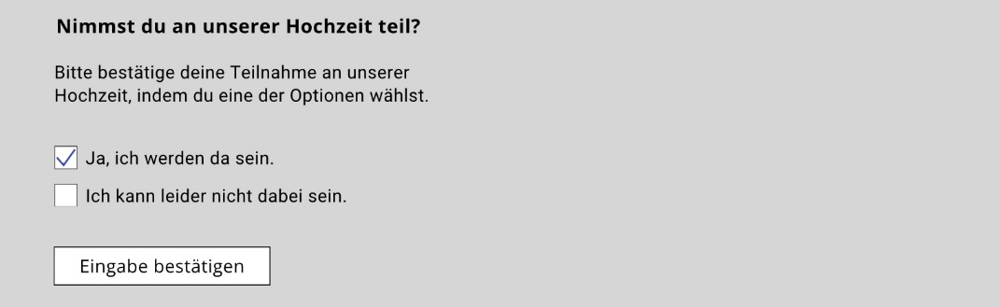 Nimmst du an unserer Hochzeit teil?
Bitte bestätige deine Teilnahme an unserer
Hochzeit, indem du eine der Optionen wählst.
Ja, ich werden da sein.
Ich kann leider nicht dabei sein.
Eingabe bestätigen